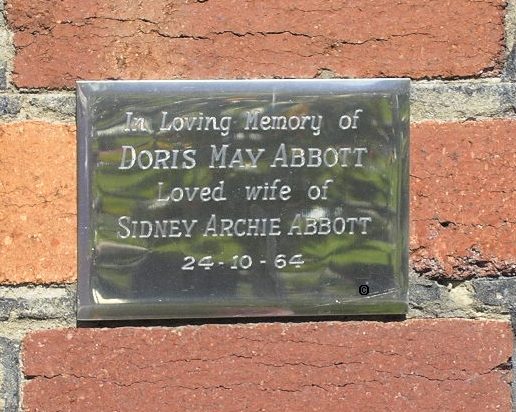 In Loving Memory of
DORIS MAY ABBOTT
Loved wife of
SIDNEY ARCHIE ABBOTT
24-10-64